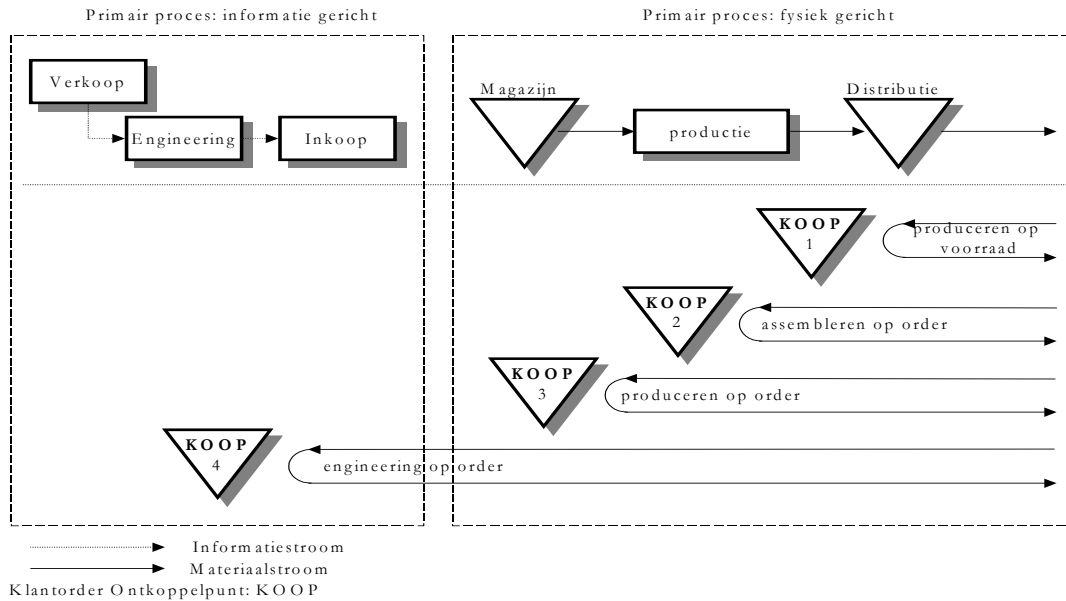 Primair proces: informatie gericht
Primair proces: fysiek gericht
Verkoop
Engineering
Inkoop
Magazijn
productie
Distributie
KOOP
1
produceren op
voorraad
KOOP
2
assembleren op order
KOOP
3
produceren op order
KOOP
4
engineering op order
Informatiestroom
Materiaalstroom
Klantorder Ontkoppelpunt: KOOP